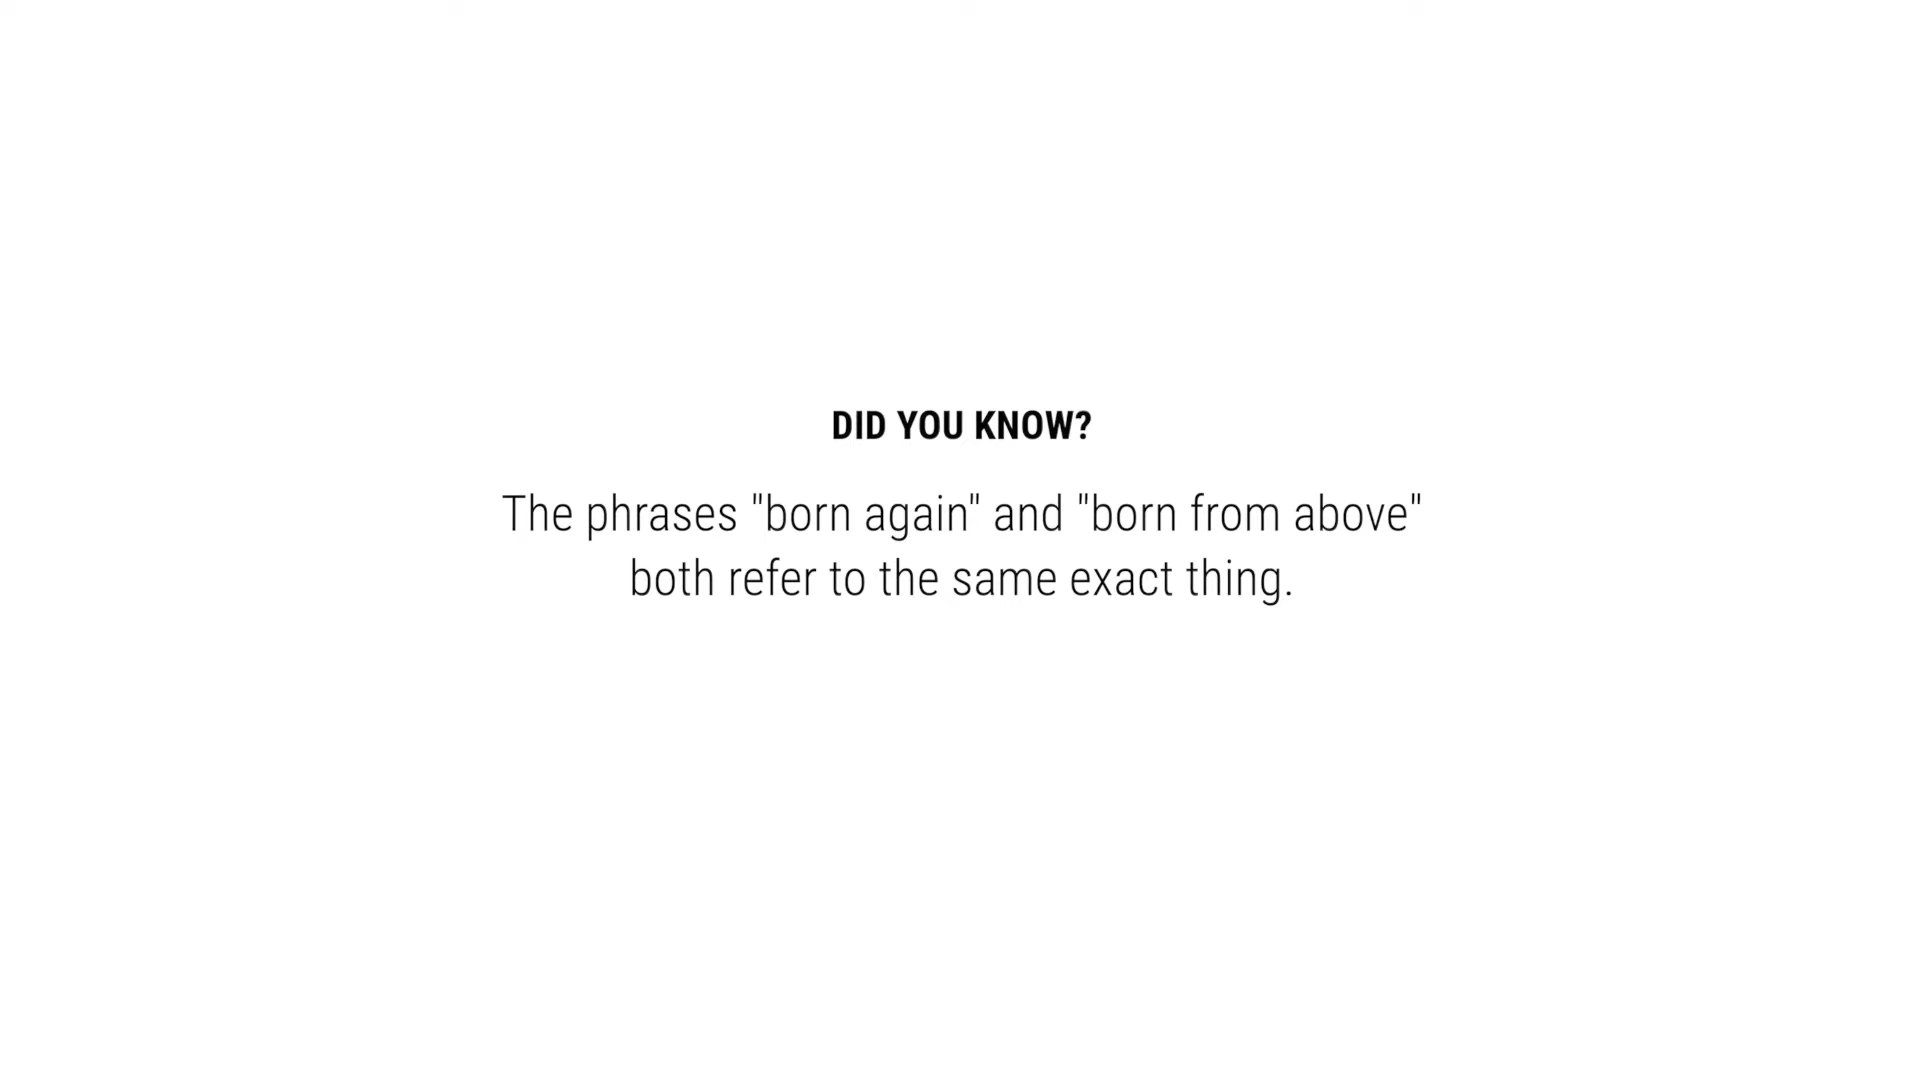 DID YOU KNOW?
The phrases "born again" and "born from above"
both refer to the same exact thing.